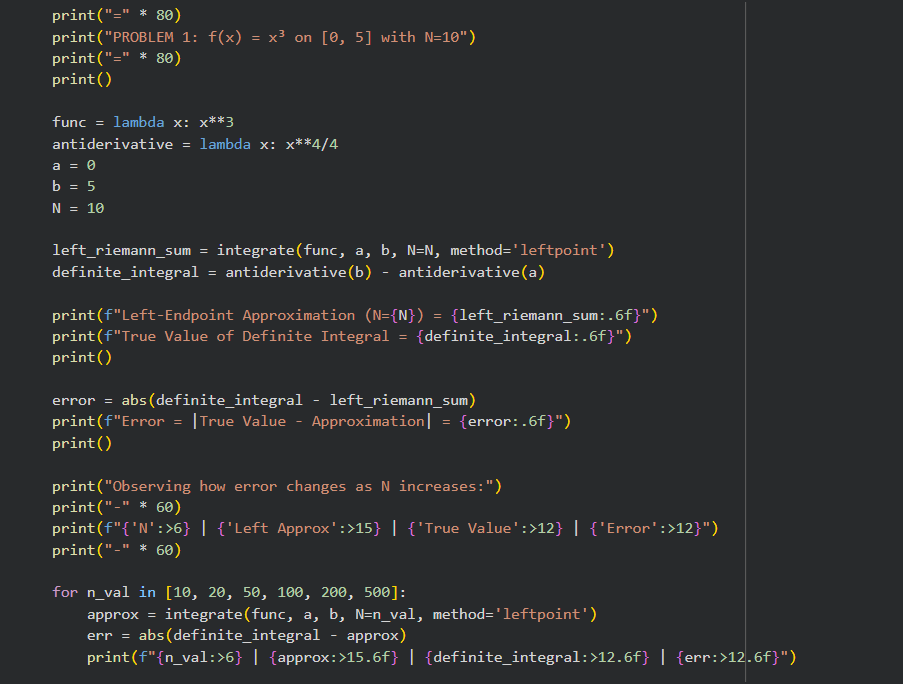 print("=" * 80)
print("PROBLEM 1: f(x) = x³ on [0, 5] with N=10")
print("=" * 80)
print()
func = lambda x: x**3
antiderivative = lambda x: x**4/4
a = 0
b = 5
N = 10
left_riemann_sum = integrate(func, a, b, N=N, method='leftpoint')
definite_integral = antiderivative(b) - antiderivative(a)
print(f"Left-Endpoint Approximation (N={N}) = {left_riemann_sum:.6f}")
print(f"True Value of Definite Integral = {definite_integral:.6f}")
print()
error = abs(definite_integral - left_riemann_sum)
print(f"Error = |True Value - Approximation| = {error:.6f}")
print()
print("Observing how error changes as N increases:")
print("-" * 60)
print(f"{'N':>6} | {'Left Approx':>15} | {'True Value':>12} | {'Error':>12}")
print("-" * 60)
for n_val in [10, 20, 50, 100, 200, 500]:
    approx = integrate(func, a, b, N=n_val, method='leftpoint')
    err = abs(definite_integral - approx)
    print(f"{n_val:>6} | {approx:>15.6f} | {definite_integral:>12.6f} | {err:>12.6f}")